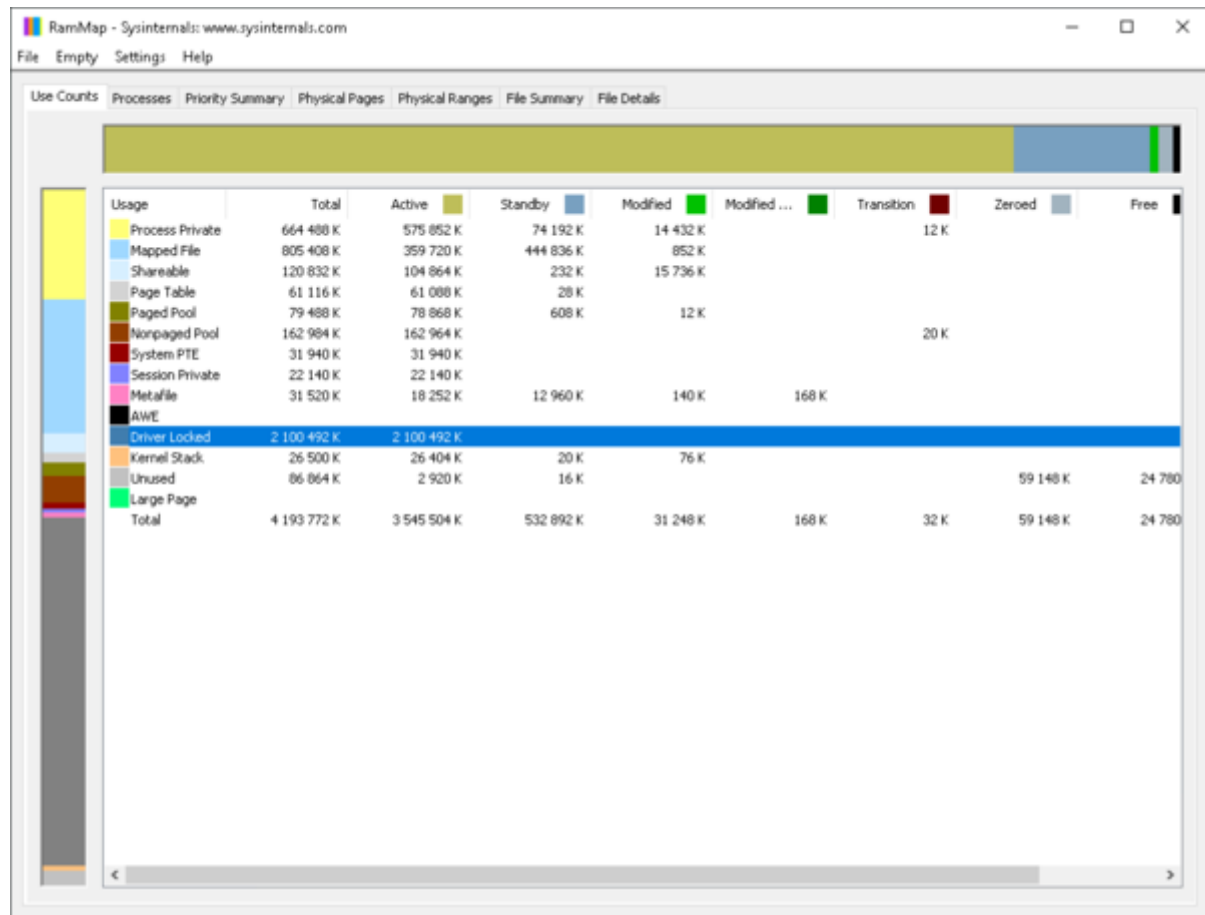 RamMap - Sysinternals: www.sysinternals.com
File Empty Settings Help
Use Counts Processes Priority Summary Physical Pages Physical Ranges File Summary File Details
Usage Total Active Standby Modified Modified ... Transition Zeroed Free
Process Private 664 488 K 575 852 K 74 192 K 14 432 K 12 K
Mapped File 805 408 K 359 720 K 444 836 K 852 K
Shareable 120 832 K 104 864 K 232 K 15 736 K
Page Table 61 116 K 61 088 K 28 K
Paged Pool 79 488 K 78 868 K 608 K 12 K
Nonpaged Pool 162 984 K 162 964 K 20 K
System PTE 31 940 K 31 940 K
Session Private 22 140 K 22 140 K
Metafile 31 520 K 18 252 K 12 960 K 140 K 168 K
AWE
Driver Locked 2 100 492 K 2 100 492 K
Kernel Stack 26 500 K 26 404 K 20 K 76 K
Unused 86 864 K 2 920 K 16 K 59 148 K 24 780
Large Page
Total 4 193 772 K 3 545 504 K 532 892 K 31 248 K 168 K 32 K 59 148 K 24 780